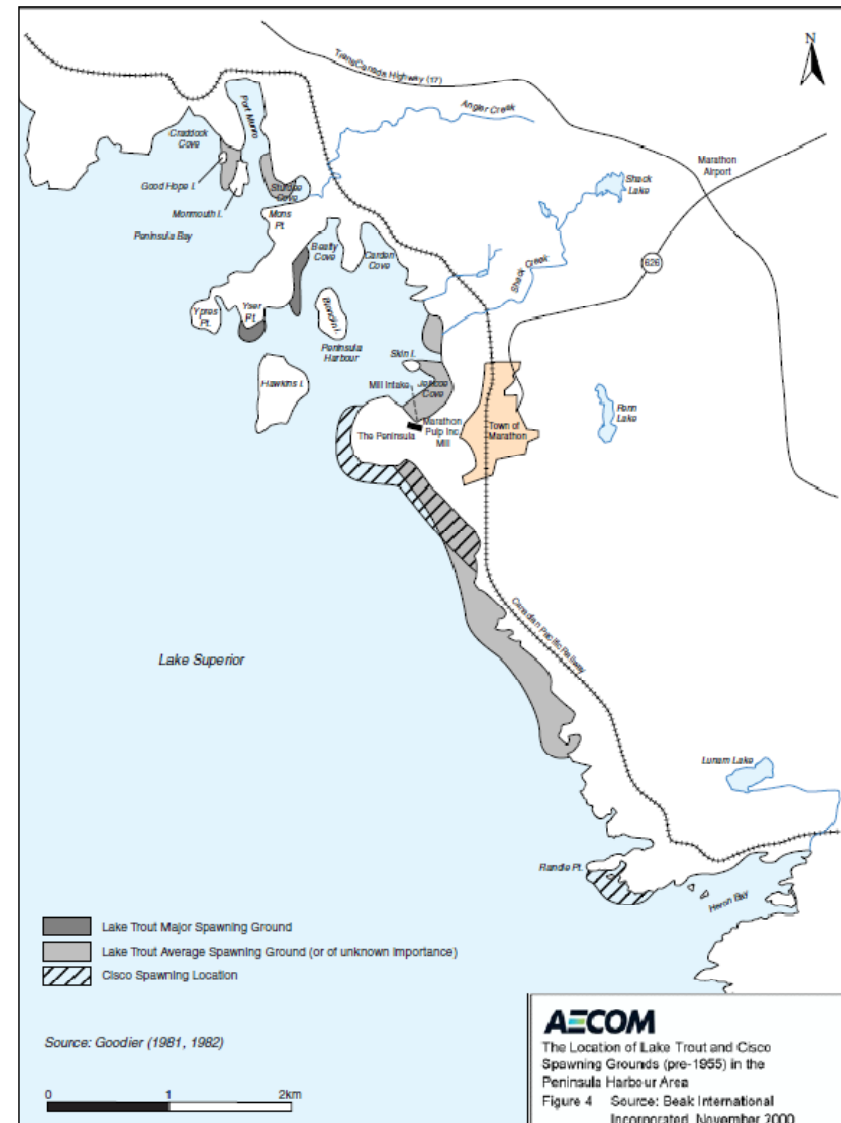 N
TransCanada Highway (17)
Angler Creek
Port Munro
Craddock
Cove
Marathon
Airport
Good Hope I.
Sturdee
Cove
Shack
Lake
Monmouth I.
Mons
Pt.
Peninsula Bay
Beatty
Cove
Carden
Cove
626
Shack Creek
Ypres
Pt.
Yser
Pt.
Blondin I.
Peninsula
Harbour
Skin I.
Hawkins I.
Mill Intake
Jellicoe
Cove
Penn
Lake
The Peninsula
Marathon
Pulp Inc.
Mill
Town of
Marathon
Canadian Pacific Railway
Lake Superior
Lunam Lake
Randle Pt.
Heron Bay
Lake Trout Major Spawning Ground
Lake Trout Average Spawning Ground (or of unknown importance)
Cisco Spawning Location
Source: Goodier (1981, 1982)
0 1 2km
AECOM
The Location of Lake Trout and Cisco
Spawning Grounds (pre-1955) in the
Peninsula Harbour Area
Figure 4 Source: Beak International
Incorporated, November 2000